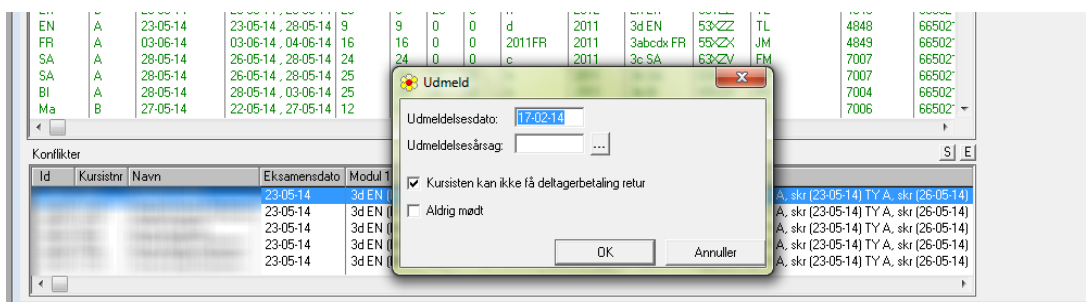 EN A 23-05-14 23-05-14 , 28-05-14 9 9 0 0 d 2011 3d EN 53XZZ TL 4848 66502
FR A 03-06-14 03-06-14 , 04-06-14 16 16 0 0 2011FR 2011 3abcdx FR 55XZX JM 4849 66502
SA A 28-05-14 26-05-14 , 28-05-14 24 24 0 0 c 2011 3c SA 63XZV FM 7007 66502
SA A 28-05-14 26-05-14 , 28-05-14 25 7007 66502
BI A 28-05-14 28-05-14 , 03-06-14 25 7004 66502
Ma B 27-05-14 22-05-14 , 27-05-14 12 7006 66502
Udmeld
Udmeldelsesdato: 17-02-14
Udmeldelsesårsag: ...
Kursisten kan ikke få deltagerbetaling retur
Aldrig mødt
OK Annuller
Konflikter S E
Id Kursistnr Navn Eksamensdato Modul 1
23-05-14 3d EN A, skr (23-05-14) TY A, skr (26-05-14)
23-05-14 3d EN A, skr (23-05-14) TY A, skr (26-05-14)
23-05-14 3d EN A, skr (23-05-14) TY A, skr (26-05-14)
23-05-14 3d EN A, skr (23-05-14) TY A, skr (26-05-14)
23-05-14 3d EN A, skr (23-05-14) TY A, skr (26-05-14)